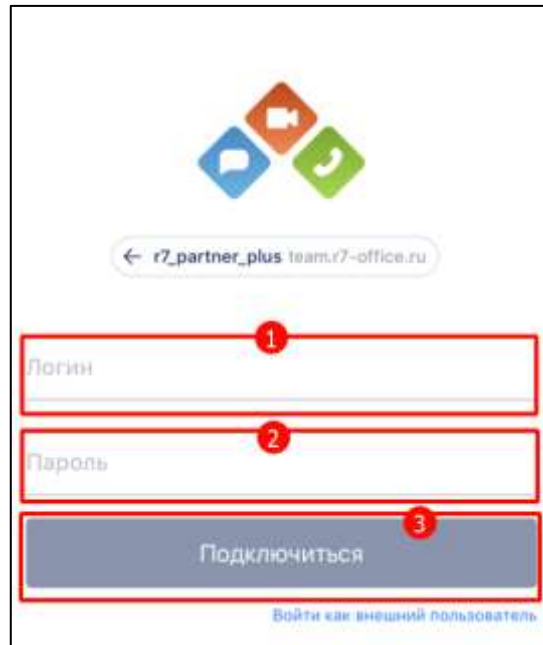 ← r7_partner_plus team.r7-office.ru
1
Логин
2
Пароль
3
Подключиться
Войти как внешний пользователь